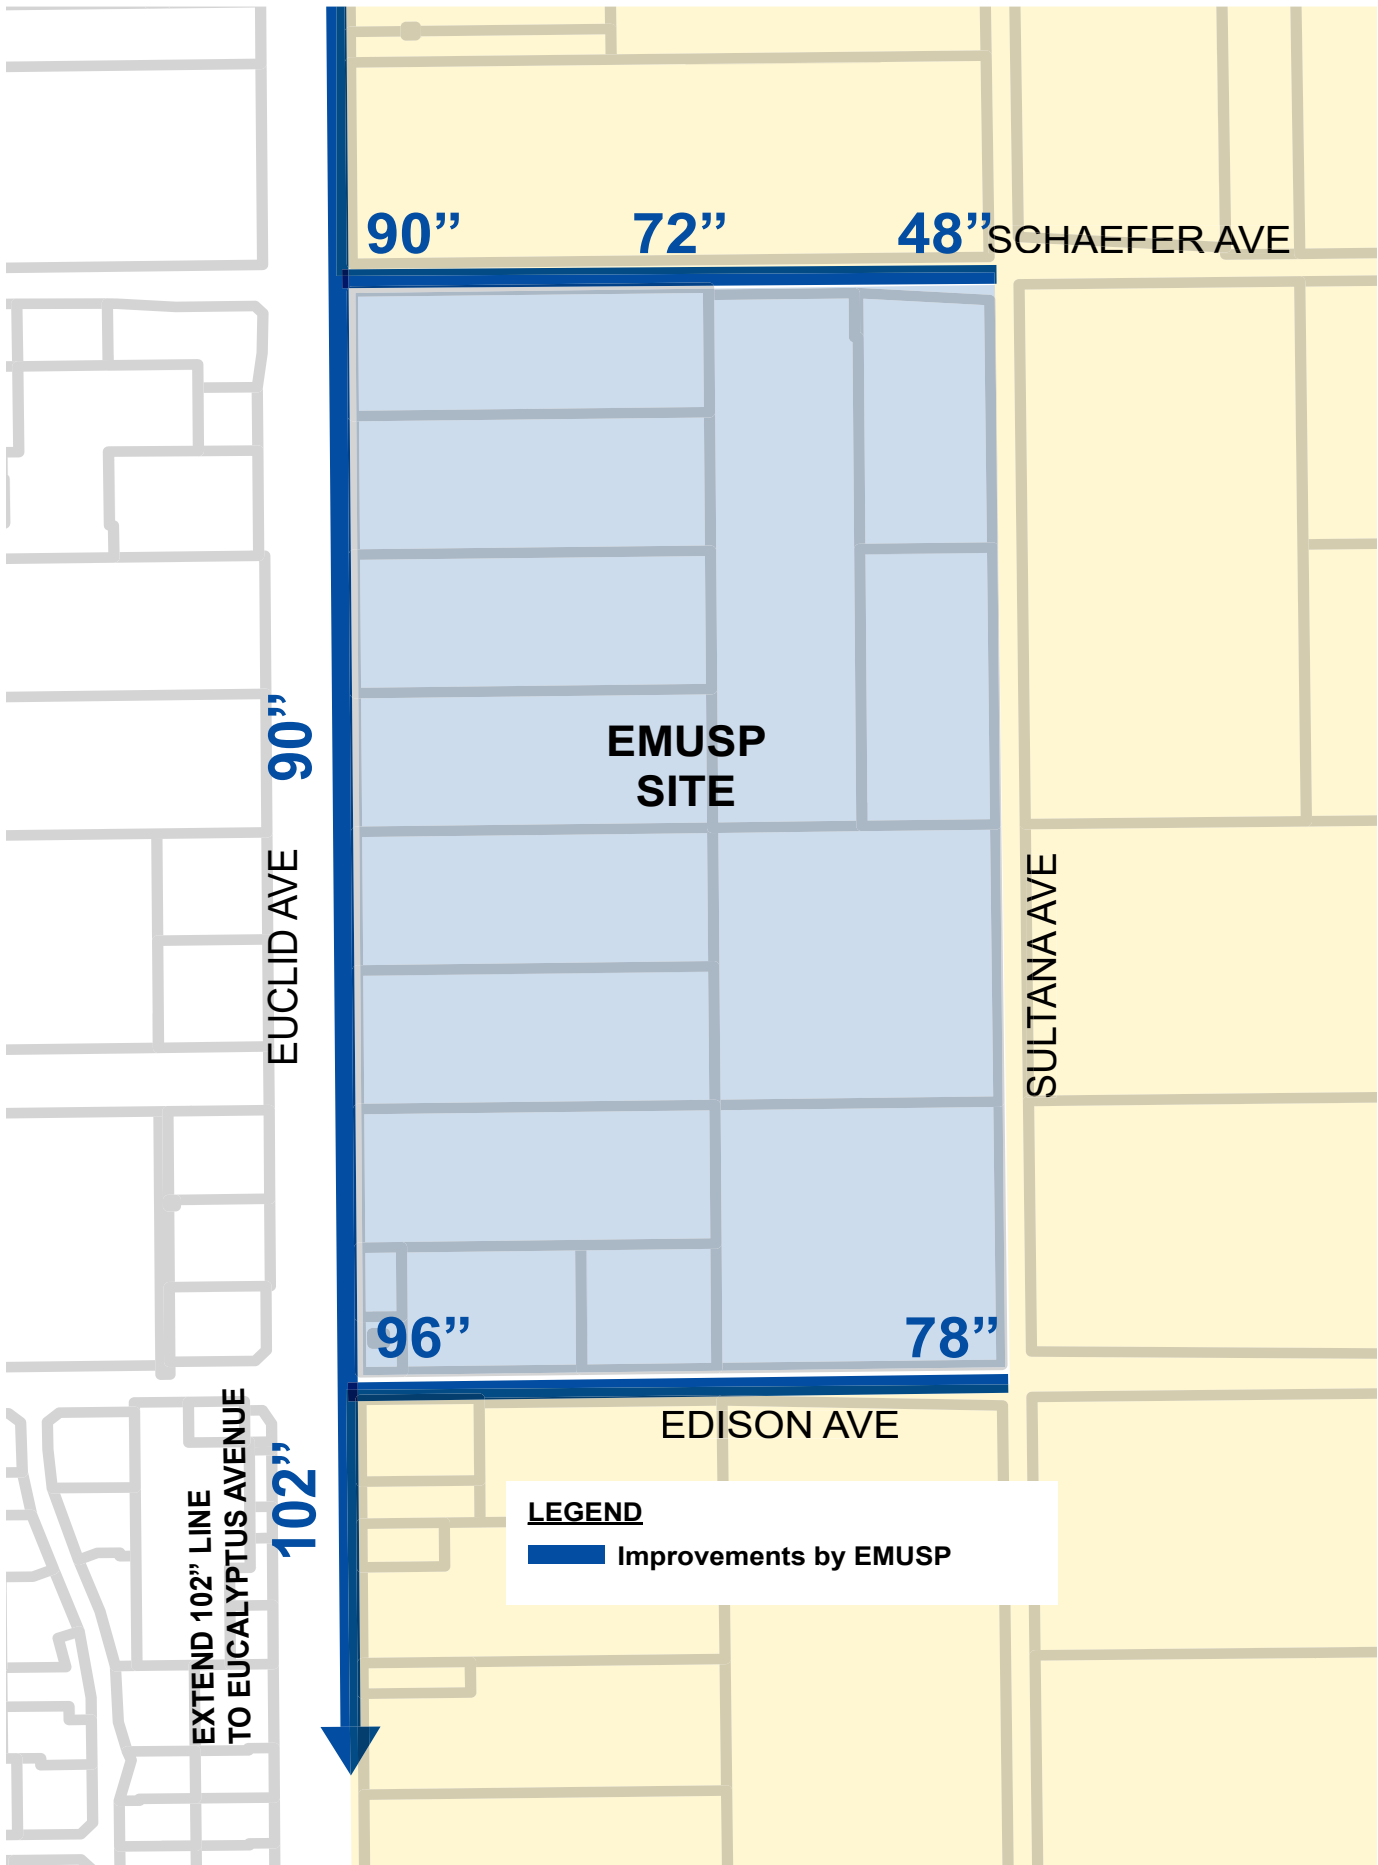 90” 72” 48”
SCHAEFER AVE
90”
EMUSP
SITE
EUCLID AVE
SULTANA AVE
96” 78”
EDISON AVE
102”
EXTEND 102” LINE
TO EUCALYPTUS AVENUE
LEGEND
Improvements by EMUSP